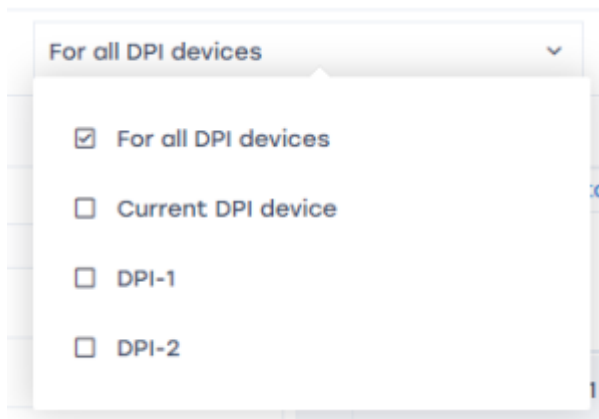 For all DPI devices
For all DPI devices
Current DPI device
DPI-1
DPI-2